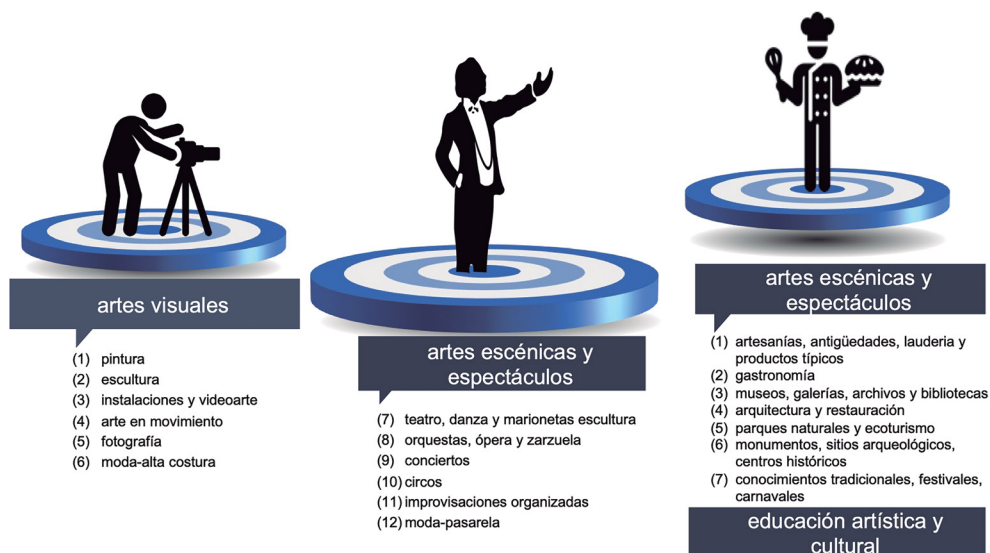 artes visuales
(1) pintura
(2) escultura
(3) instalaciones y videoarte
(4) arte en movimiento
(5) fotografía
(6) moda-alta costura
artes escénicas y
espectáculos
(7) teatro, danza y marionetas escultura
(8) orquestas, ópera y zarzuela
(9) conciertos
(10) circos
(11) improvisaciones organizadas
(12) moda-pasarela
artes escénicas y
espectáculos
(1) artesanías, antigüedades, lauderia y
productos típicos
(2) gastronomía
(3) museos, galerías, archivos y bibliotecas
(4) arquitectura y restauración
(5) parques naturales y ecoturismo
(6) monumentos, sitios arqueológicos,
centros históricos
(7) conocimientos tradicionales, festivales,
carnavales
educación artística y
cultural